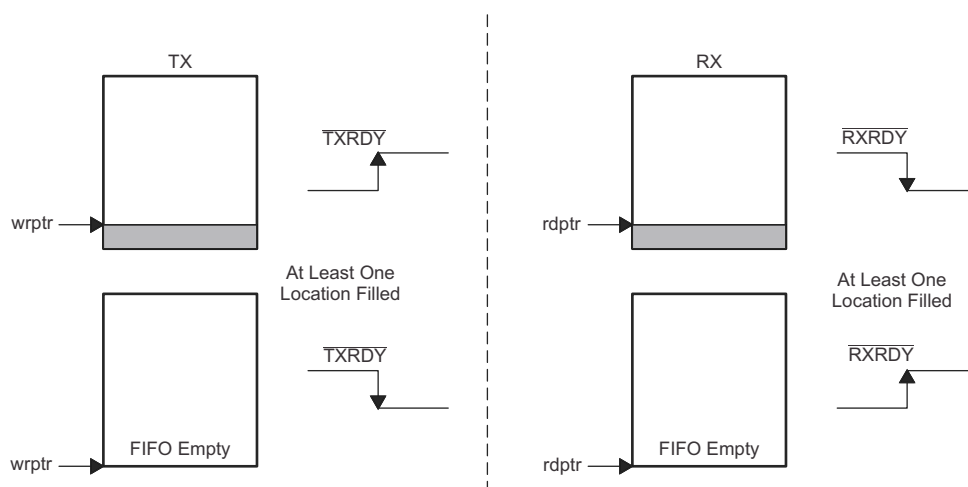 TX
TXRDY
wrptr
At Least One
Location Filled
TXRDY
FIFO Empty
wrptr
RX
RXRDY
rdptr
At Least One
Location Filled
RXRDY
FIFO Empty
rdptr